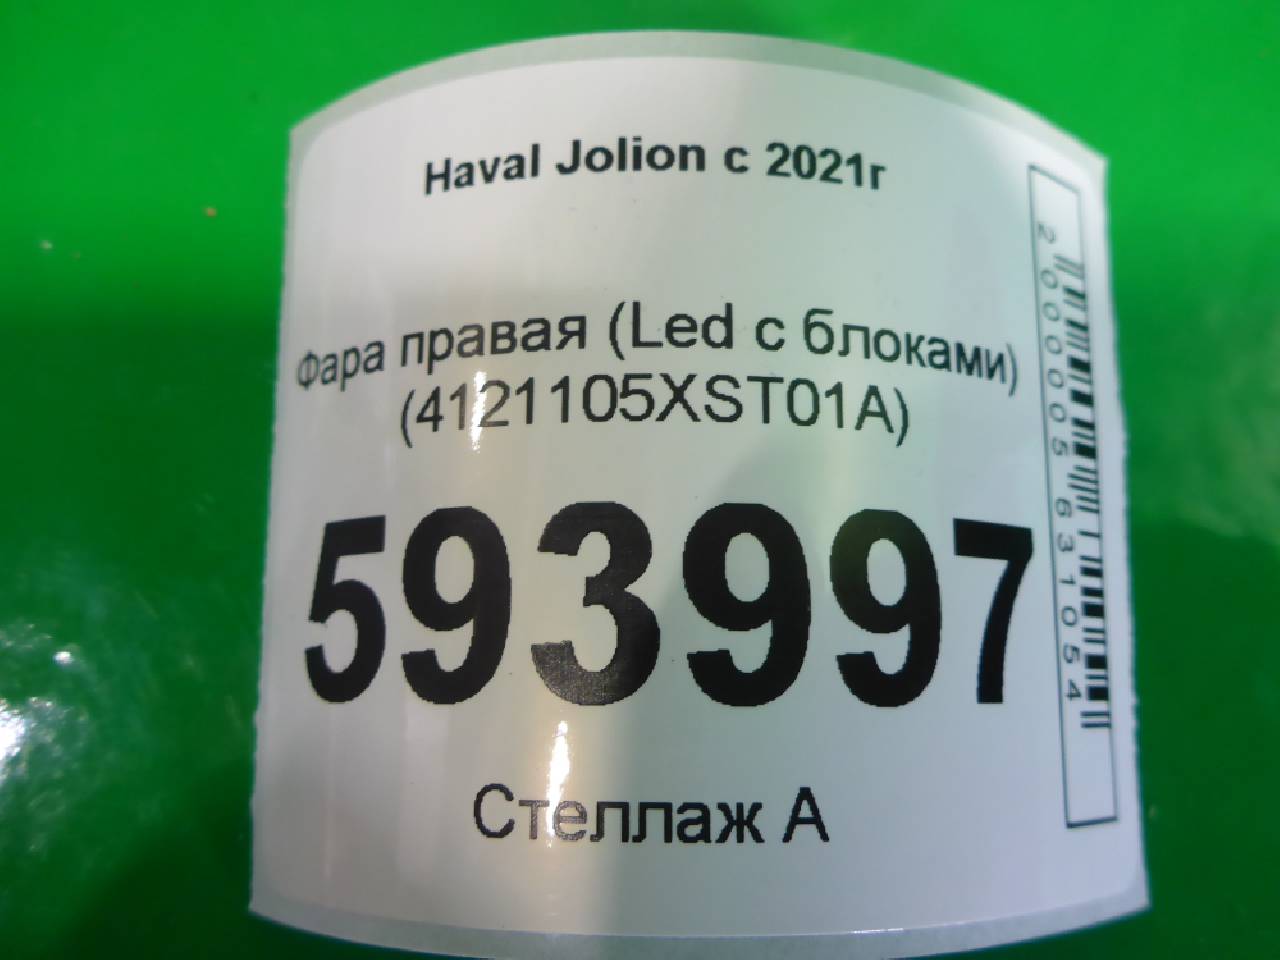 Haval Jolion с 2021г
Фара правая (Led с блоками)
(4121105XST01A)
593997
Стеллаж А
2000005631054